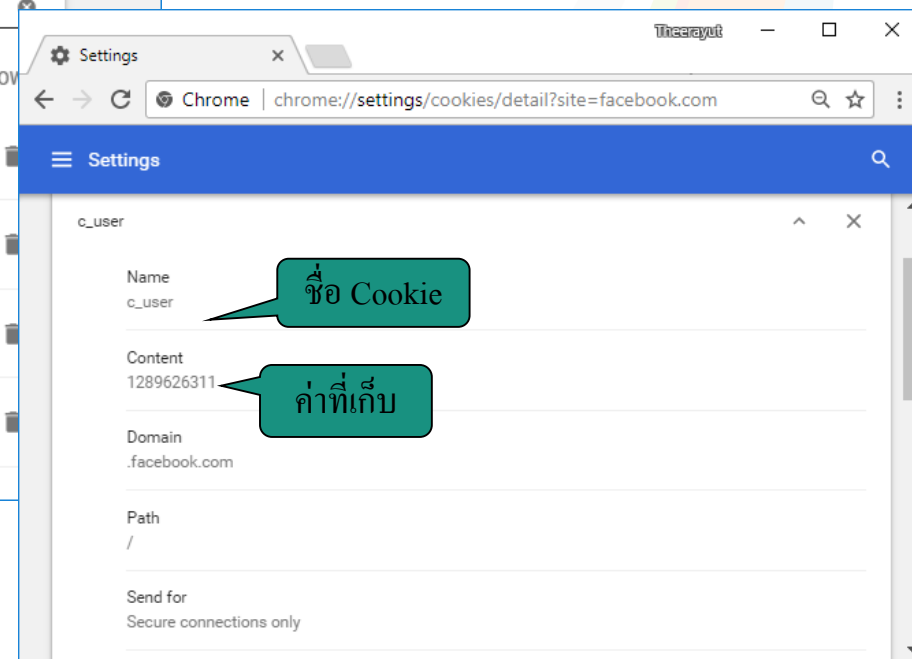 Theerayut
Settings
Chrome | chrome://settings/cookies/detail?site=facebook.com
Settings
c_user
Name
c_user
ชื่อ Cookie
Content
1289626311
ค่าที่เก็บ
Domain
.facebook.com
Path
/
Send for
Secure connections only